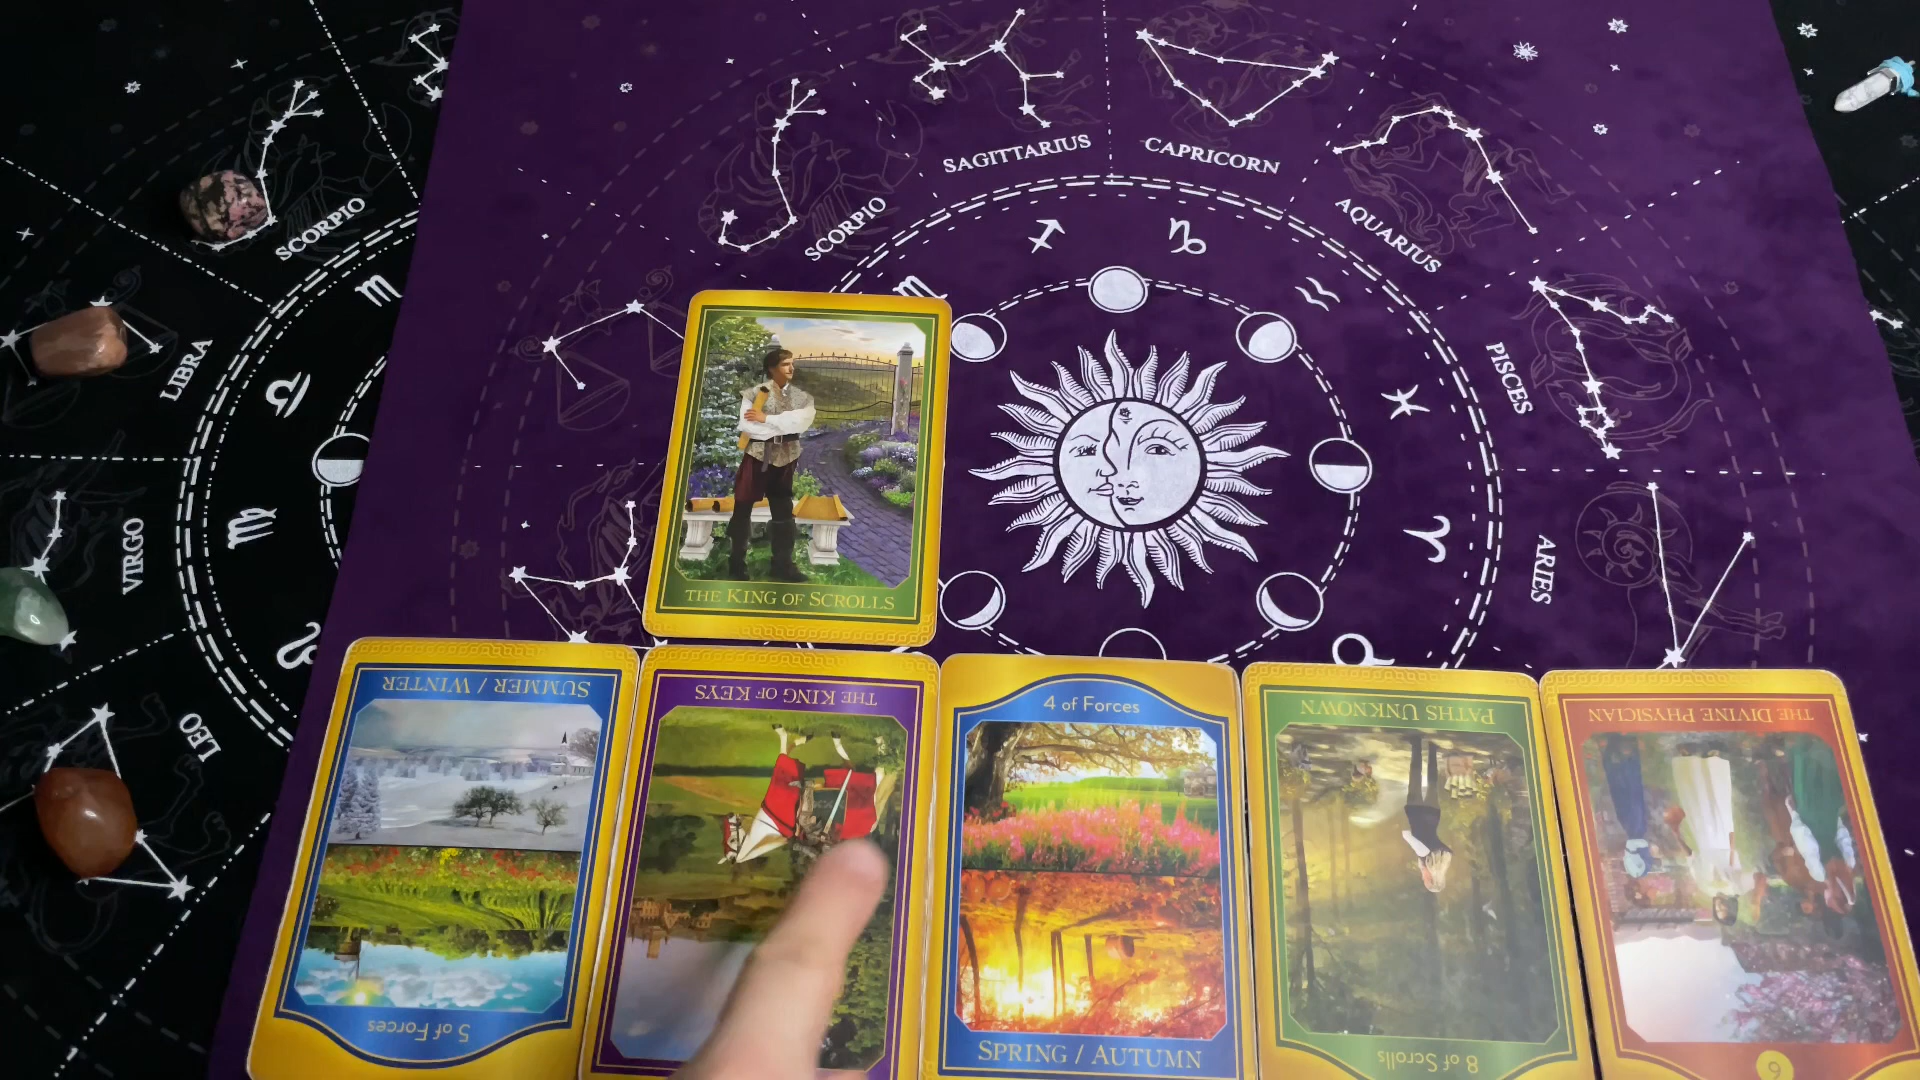 SAGITTARIUS
CAPRICORN
SCORPIO
SCORPIO
AQUARIUS
LIBRA
PISCES
VIRGO
ARIES
LEO
THE KING OF SCROLLS
SUMMER / WINTER
5 of Forces
THE KING OF KEYS
4 of Forces
SPRING / AUTUMN
PATHS UNKNOWN
8 of Scrolls
THE DIVINE PHYSICIAN